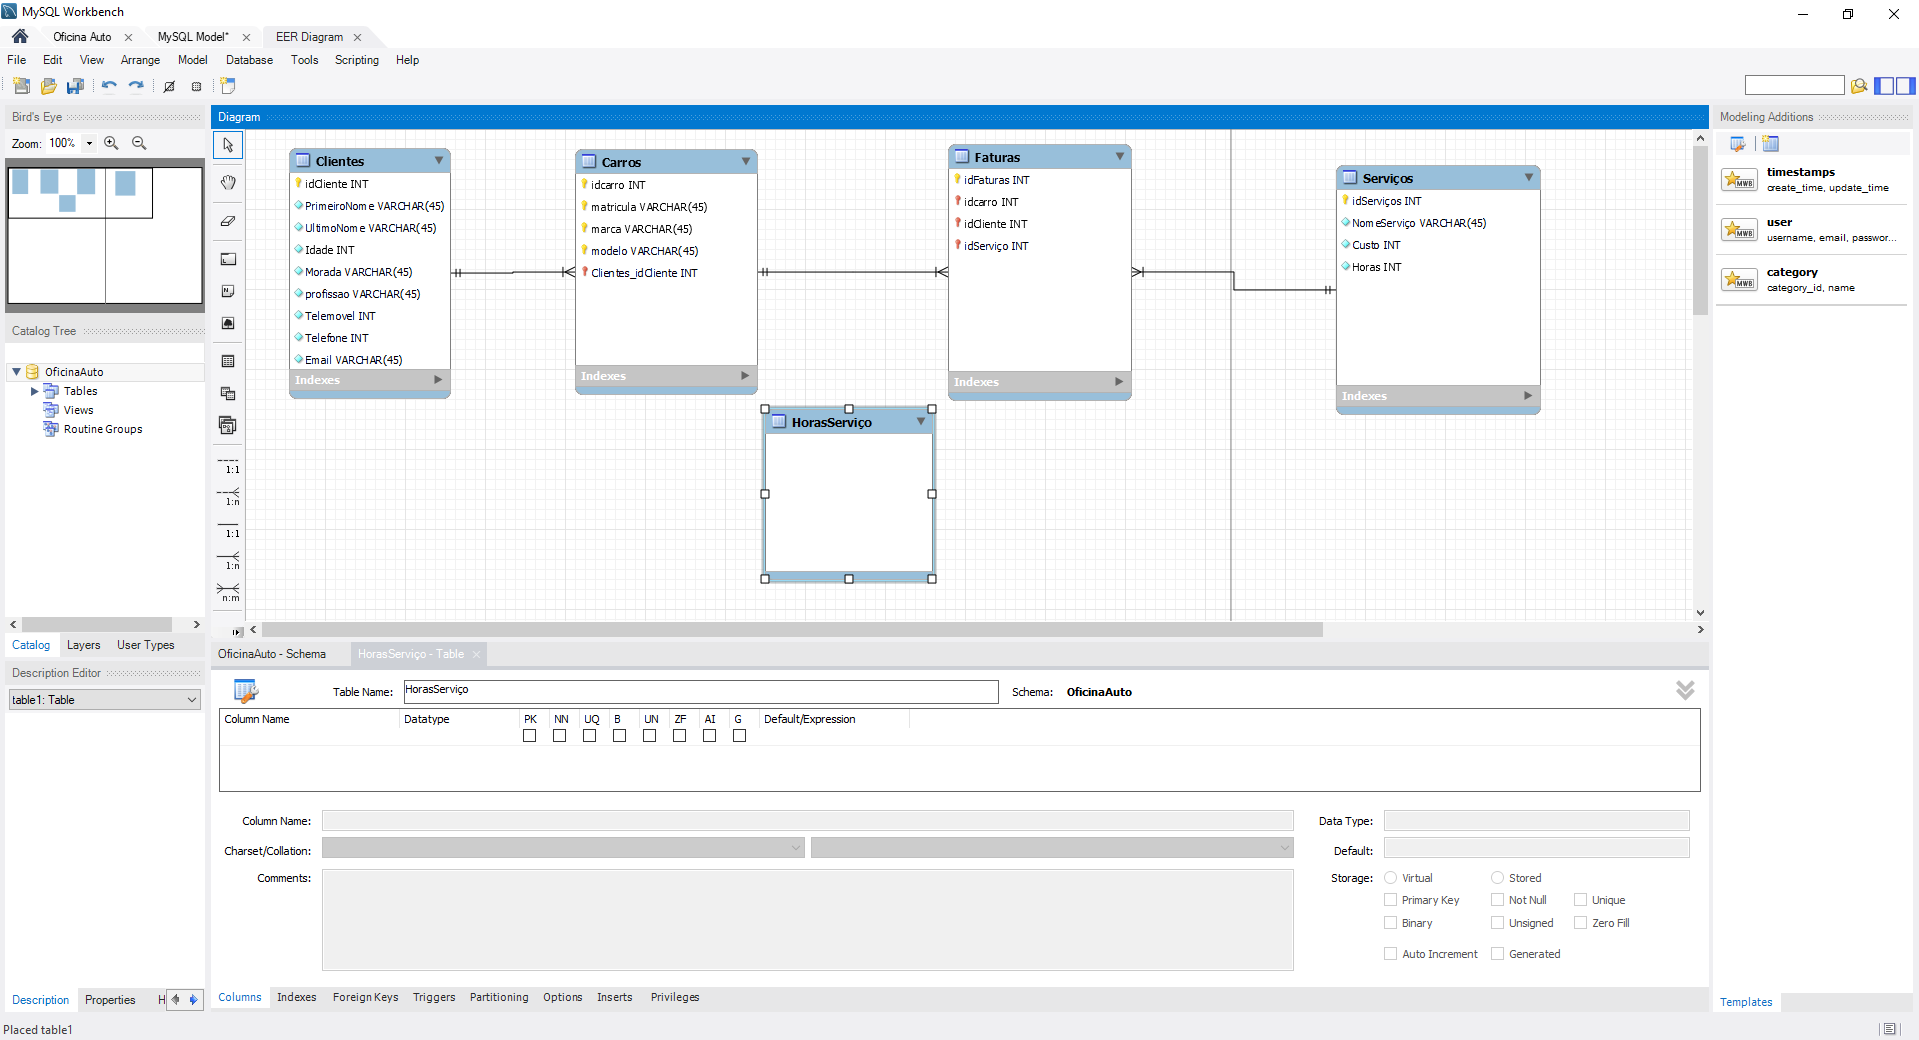 MySQL Workbench
Oficina Auto
MySQL Model*
EER Diagram
File Edit View Arrange Model Database Tools Scripting Help
Bird's Eye
Zoom: 100%
Catalog Tree
OficinaAuto
Tables
Views
Routine Groups
Catalog Layers User Types
Description Editor
table1: Table
Description Properties H
Placed table1
Diagram
1:1
1:n
1:1
1:n
n:m
Clientes
idCliente INT
PrimeiroNome VARCHAR(45)
UltimoNome VARCHAR(45)
Idade INT
Morada VARCHAR(45)
profissao VARCHAR(45)
Telemovel INT
Telefone INT
Email VARCHAR(45)
Indexes
Carros
idcarro INT
matricula VARCHAR(45)
marca VARCHAR(45)
modelo VARCHAR(45)
Clientes_idCliente INT
Indexes
Faturas
idFaturas INT
idcarro INT
idCliente INT
idServiço INT
Indexes
Serviços
idServiços INT
NomeServiço VARCHAR(45)
Custo INT
Horas INT
Indexes
HorasServiço
Modeling Additions
timestamps
create_time, update_time
user
username, email, passwor...
category
category_id, name
Templates
OficinaAuto - Schema
HorasServiço - Table
Table Name: HorasServiço
Schema: OficinaAuto
Column Name Datatype PK NN UQ B UN ZF AI G Default/Expression
Column Name:
Charset/Collation:
Comments:
Data Type:
Default:
Storage: Virtual Stored
Primary Key Not Null Unique
Binary Unsigned Zero Fill
Auto Increment Generated
Columns Indexes Foreign Keys Triggers Partitioning Options Inserts Privileges